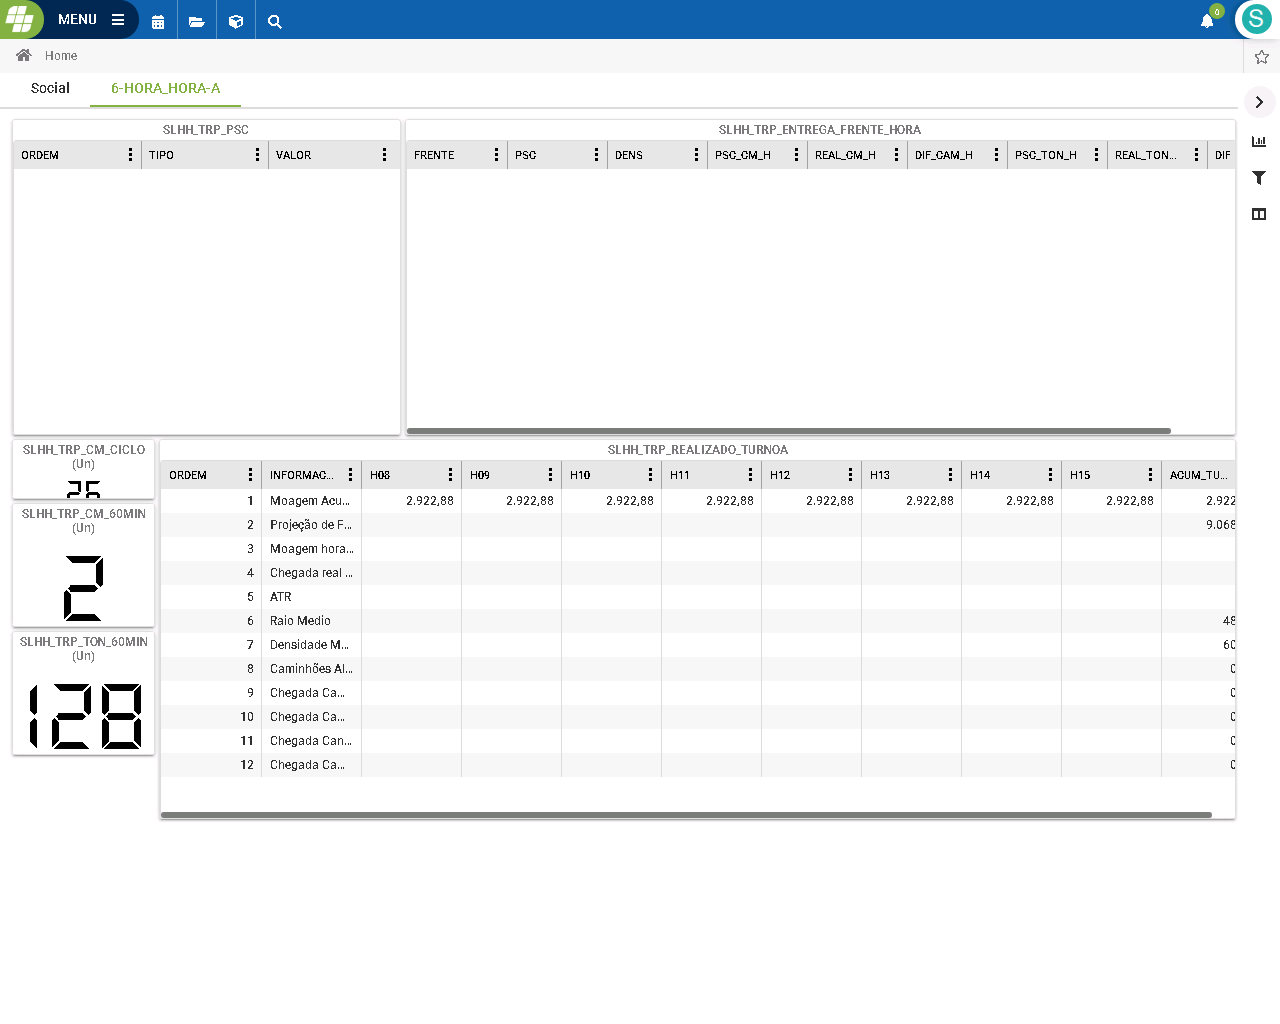 MENU
0
S
Home
Social 6-HORA_HORA-A
SLHH_TRP_PSC
ORDEM TIPO VALOR
SLHH_TRP_ENTREGA_FRENTE_HORA
FRENTE PSC DENS PSC_CM_H REAL_CM_H DIF_CAM_H PSC_TON_H REAL_TON... DIF
SLHH_TRP_CM_CICLO
(Un)
SLHH_TRP_CM_60MIN
(Un)
2
SLHH_TRP_TON_60MIN
(Un)
128
SLHH_TRP_REALIZADO_TURNOA
ORDEM INFORMAC... H08 H09 H10 H11 H12 H13 H14 H15 ACUM_TU...
1 Moagem Acu... 2.922,88 2.922,88 2.922,88 2.922,88 2.922,88 2.922,88 2.922,88 2.922,88 2.922
2 Projeção de F... 9.068
3 Moagem hora...
4 Chegada real ...
5 ATR
6 Raio Medio 48
7 Densidade M... 60
8 Caminhões Al... 0
9 Chegada Ca... 0
10 Chegada Ca... 0
11 Chegada Can... 0
12 Chegada Ca... 0